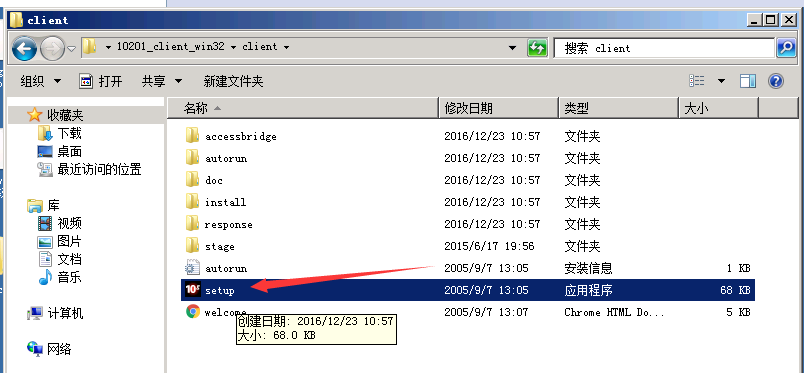 client
10201_client_win32 client
搜索 client
组织 打开 共享 新建文件夹
名称 修改日期 类型 大小
收藏夹
下载
桌面
最近访问的位置
库
视频
图片
文档
音乐
计算机
网络
accessbridge 2016/12/23 10:57 文件夹
autorun 2016/12/23 10:57 文件夹
doc 2016/12/23 10:57 文件夹
install 2016/12/23 10:57 文件夹
response 2016/12/23 10:57 文件夹
stage 2015/6/17 19:56 文件夹
autorun 2005/9/7 13:05 安装信息 1 KB
setup 2005/9/7 13:05 应用程序 68 KB
welcome 2005/9/7 13:07 Chrome HTML Do... 5 KB
创建日期: 2016/12/23 10:57
大小: 68.0 KB